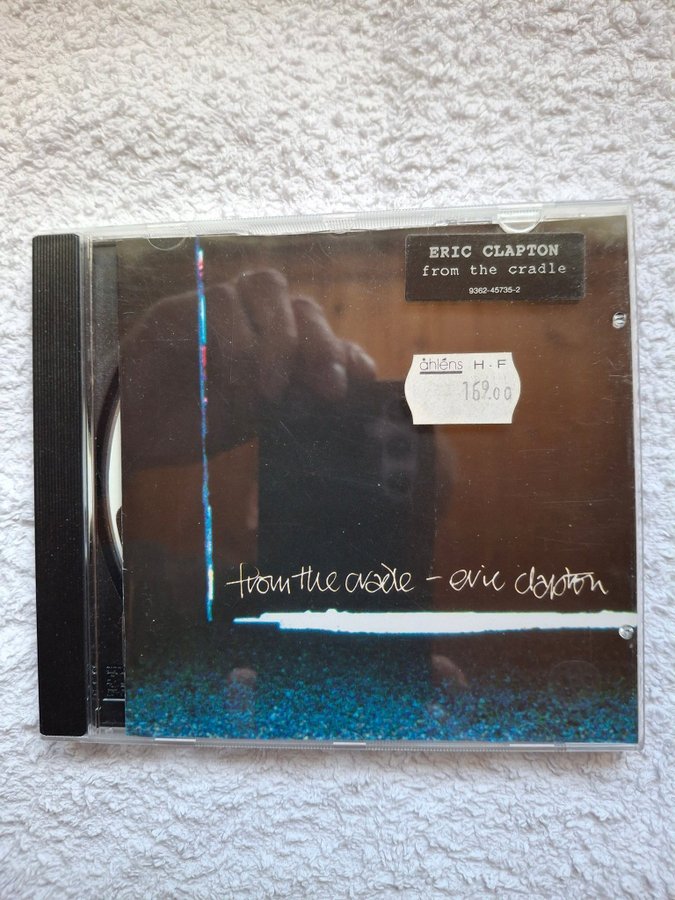 ERIC CLAPTON
from the cradle
9362-45735-2
åhléns H·F
169.00
from the cradle - eric clapton